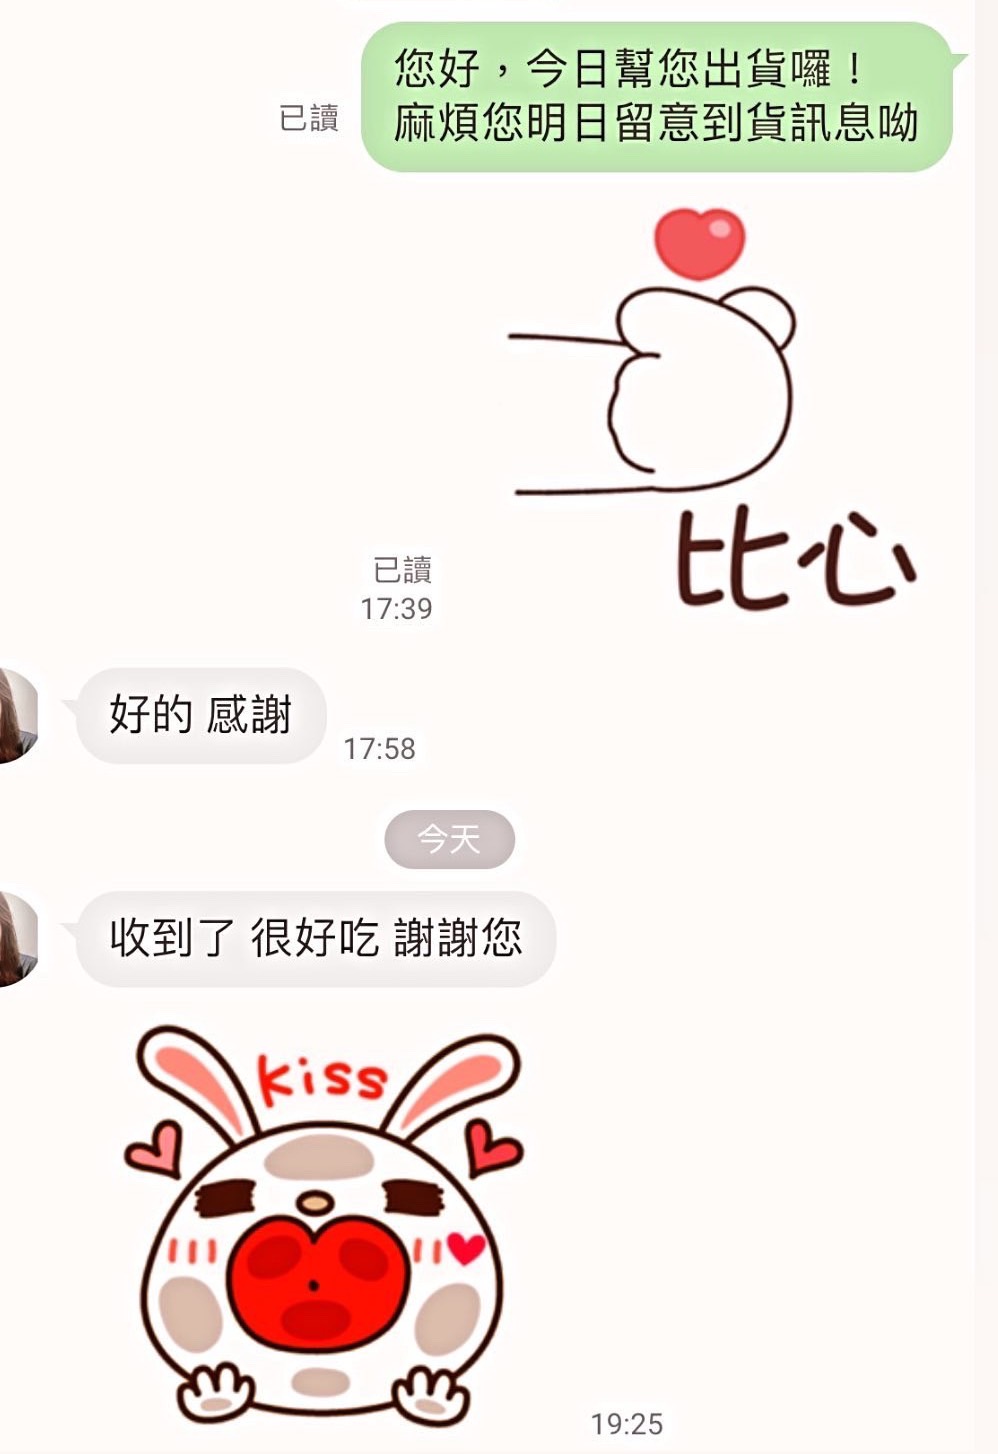 您好，今日幫您出貨囉！
麻煩您明日留意到貨訊息呦
已讀
比心
已讀
17:39
好的 感謝
17:58
今天
收到了 很好吃 謝謝您
kiss
19:25